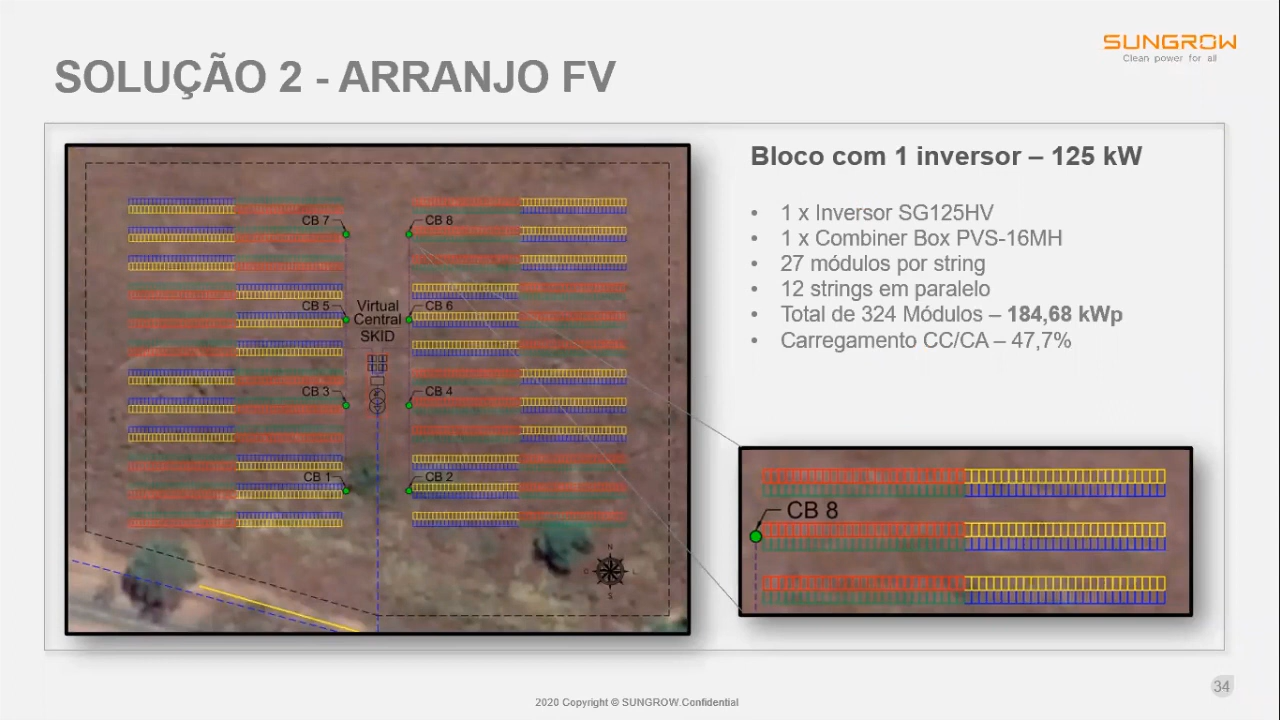 SUNGROW
Clean power for all
SOLUÇÃO 2 - ARRANJO FV
Bloco com 1 inversor – 125 kW
• 1 x Inversor SG125HV
• 1 x Combiner Box PVS-16MH
• 27 módulos por string
• 12 strings em paralelo
• Total de 324 Módulos – 184,68 kWp
• Carregamento CC/CA – 47,7%
CB 7
CB 8
CB 5
Virtual
Central
SKID
CB 6
CB 3
CB 4
CB 1
CB 2
N
O
L
S
CB 8
2020 Copyright © SUNGROW Confidential
34